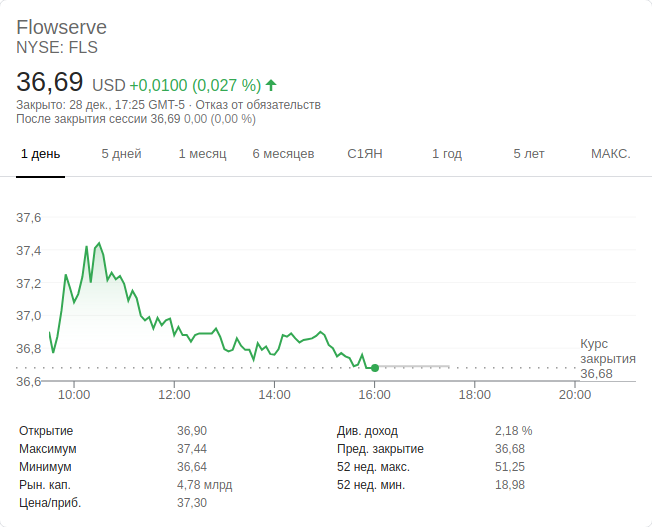 Flowserve
NYSE: FLS
36,69 USD +0,0100 (0,027 %)
Закрыто: 28 дек., 17:25 GMT-5 · Отказ от обязательств
После закрытия сессии 36,69 0,00 (0,00 %)
1 день 5 дней 1 месяц 6 месяцев С1ЯН 1 год 5 лет МАКС.
37,6
37,4
37,2
37,0
36,8
36,6
Курс
закрытия
36,68
10:00 12:00 14:00 16:00 18:00 20:00
Открытие 36,90 Див. доход 2,18 %
Максимум 37,44 Пред. закрытие 36,68
Минимум 36,64 52 нед. макс. 51,25
Рын. кап. 4,78 млрд 52 нед. мин. 18,98
Цена/приб. 37,30